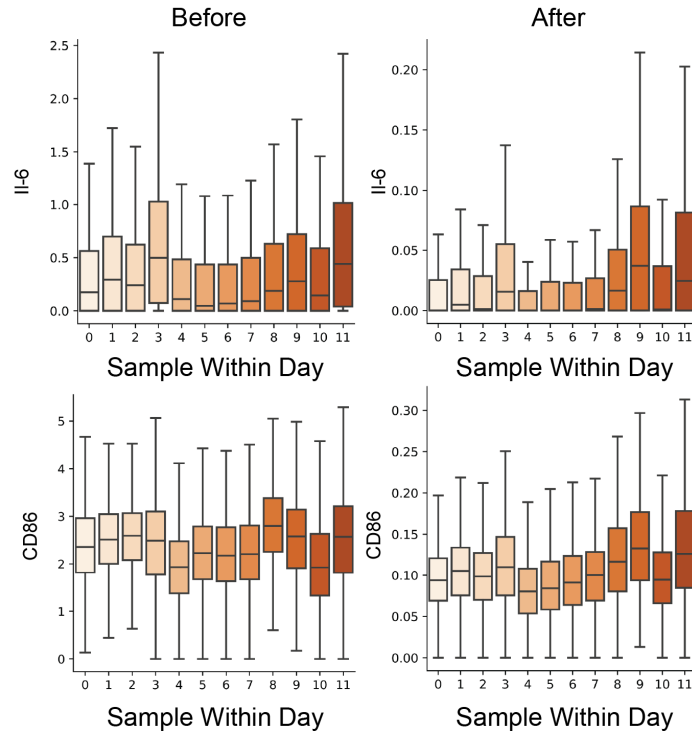 Before
After
Il-6
2.5
2.0
1.5
1.0
0.5
0.0
0 1 2 3 4 5 6 7 8 9 10 11
Sample Within Day
Il-6
0.20
0.15
0.10
0.05
0.00
0 1 2 3 4 5 6 7 8 9 10 11
Sample Within Day
CD86
5
4
3
2
1
0
0 1 2 3 4 5 6 7 8 9 10 11
Sample Within Day
CD86
0.30
0.25
0.20
0.15
0.10
0.05
0.00
0 1 2 3 4 5 6 7 8 9 10 11
Sample Within Day